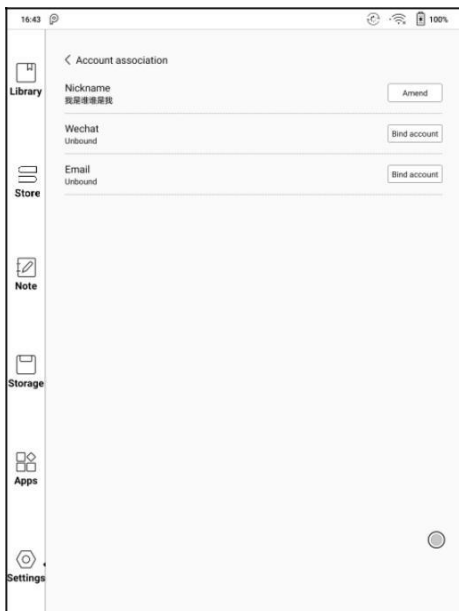 16:43
100%
Account association
Library
Nickname
我是谁谁是我
Amend
Wechat
Unbound
Bind account
Email
Unbound
Bind account
Store
Note
Storage
Apps
Settings